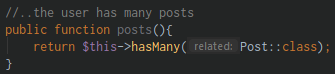 //..the user has many posts
public function posts(){
return $this->hasMany( related: Post::class);
}